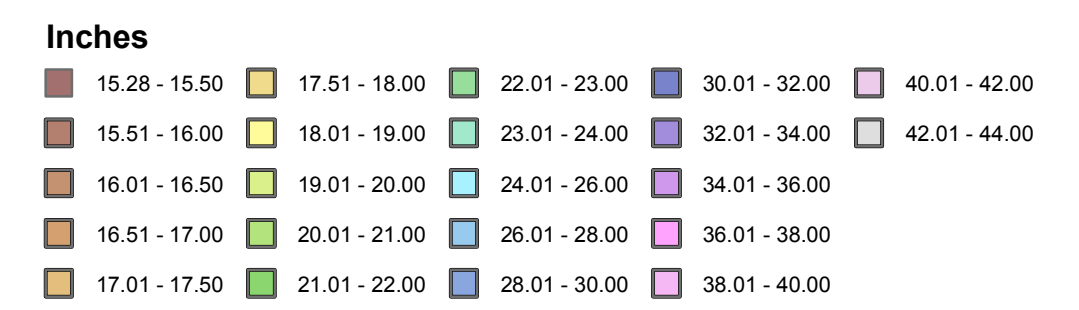 Inches
15.28 - 15.50 17.51 - 18.00 22.01 - 23.00 30.01 - 32.00 40.01 - 42.00
15.51 - 16.00 18.01 - 19.00 23.01 - 24.00 32.01 - 34.00 42.01 - 44.00
16.01 - 16.50 19.01 - 20.00 24.01 - 26.00 34.01 - 36.00
16.51 - 17.00 20.01 - 21.00 26.01 - 28.00 36.01 - 38.00
17.01 - 17.50 21.01 - 22.00 28.01 - 30.00 38.01 - 40.00